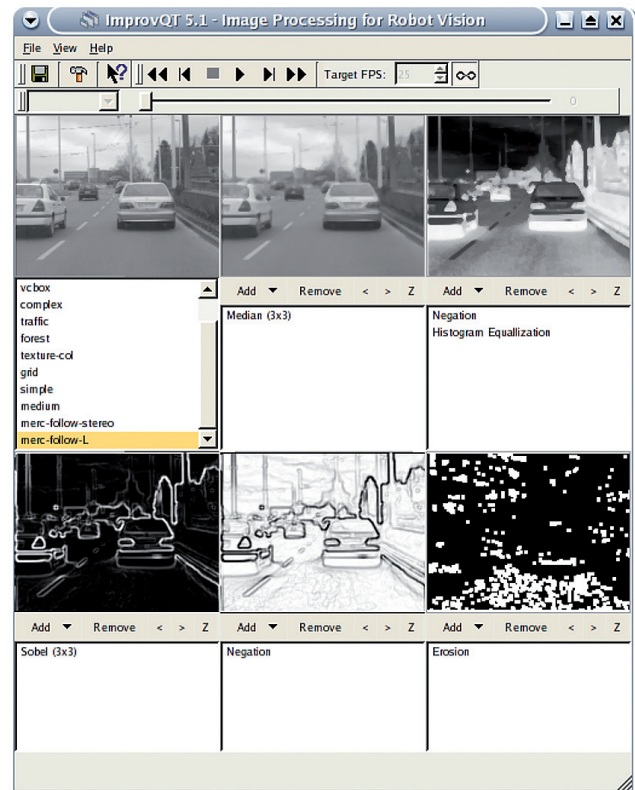 ImprovQT 5.1 - Image Processing for Robot Vision
File View Help
Target FPS: 25
0
vcbox
complex
traffic
forest
texture-col
grid
simple
medium
merc-follow-stereo
merc-follow-L
Add Remove < > Z
Median (3x3)
Add Remove < > Z
Negation
Histogram Equallization
Add Remove < > Z
Sobel (3x3)
Add Remove < > Z
Negation
Add Remove < > Z
Erosion